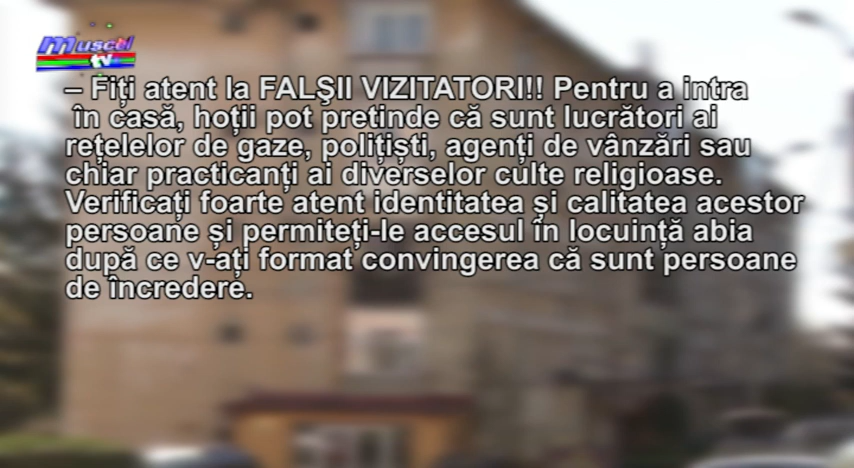 Muscel
tv
– Fiți atent la FALŞII VIZITATORI!! Pentru a intra
în casă, hoții pot pretinde că sunt lucrători ai
rețelelor de gaze, polițiști, agenți de vânzări sau
chiar practicanți ai diverselor culte religioase.
Verificați foarte atent identitatea și calitatea acestor
persoane și permiteți-le accesul în locuință abia
după ce v-ați format convingerea că sunt persoane
de încredere.